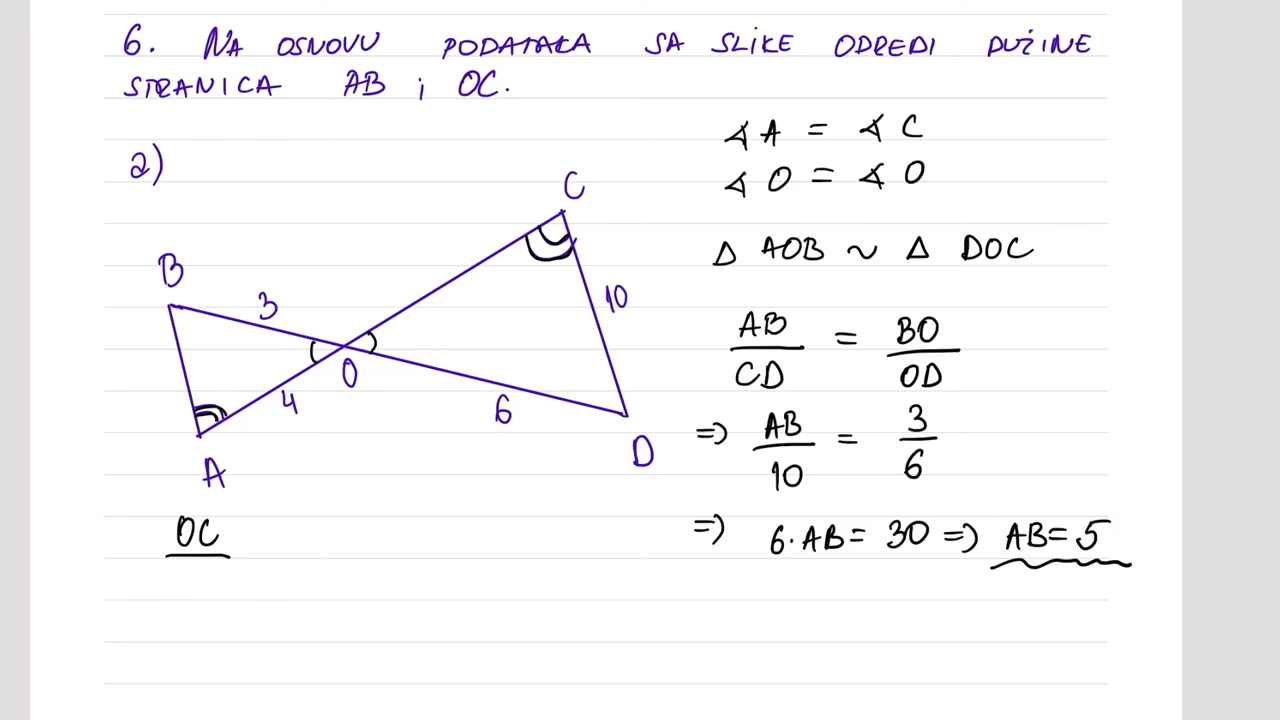 6. NA OSNOVU PODATAKA SA SLIKE ODREDI DUŽINE
STRANICA AB i OC.
a)
C
B
3
10
O
4
6
D
A
OC
∢ A = ∢ C
∢ O = ∢ O
Δ AOB ~ Δ DOC
AB/CD = BO/OD
=> AB/10 = 3/6
=> 6·AB = 30 => AB = 5